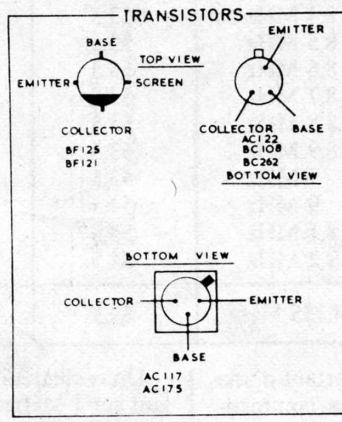 TRANSISTORS
BASE
TOP VIEW
EMITTER
SCREEN
COLLECTOR
BF125
BF121
EMITTER
COLLECTOR
BASE
AC122
BC108
BC262
BOTTOM VIEW
BOTTOM VIEW
COLLECTOR
EMITTER
BASE
AC117
AC175